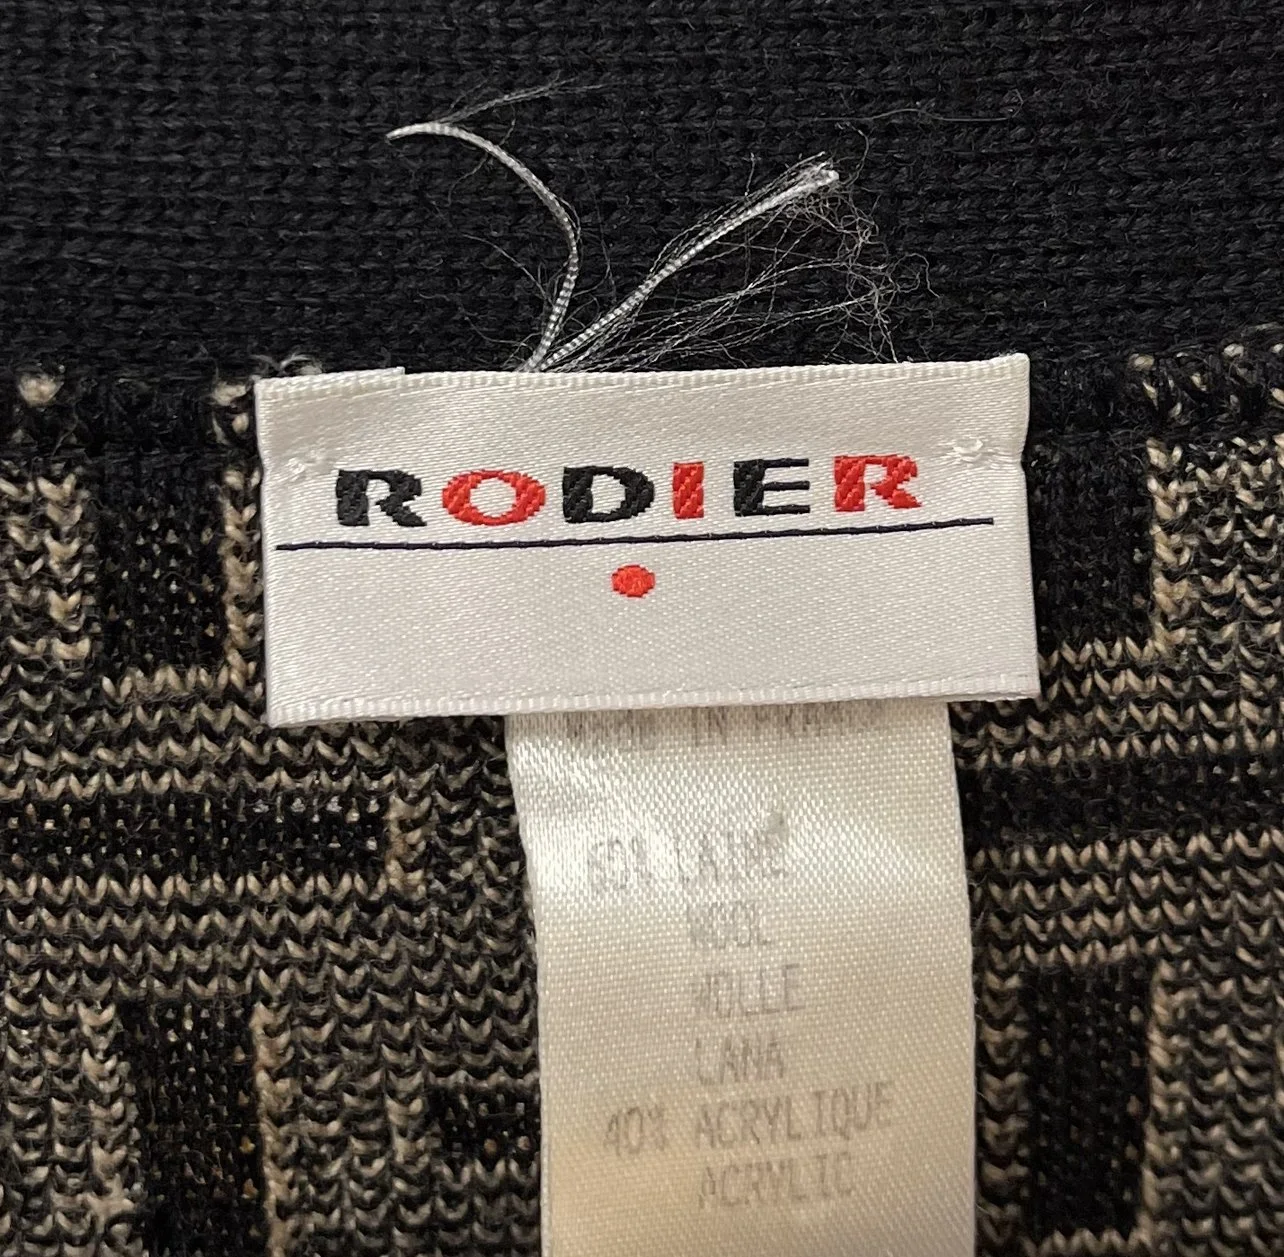 RODIER
MADE IN FRANCE
60% LAINE
WOOL
WOLLE
LANA
40% ACRYLIQUE
ACRYLIC